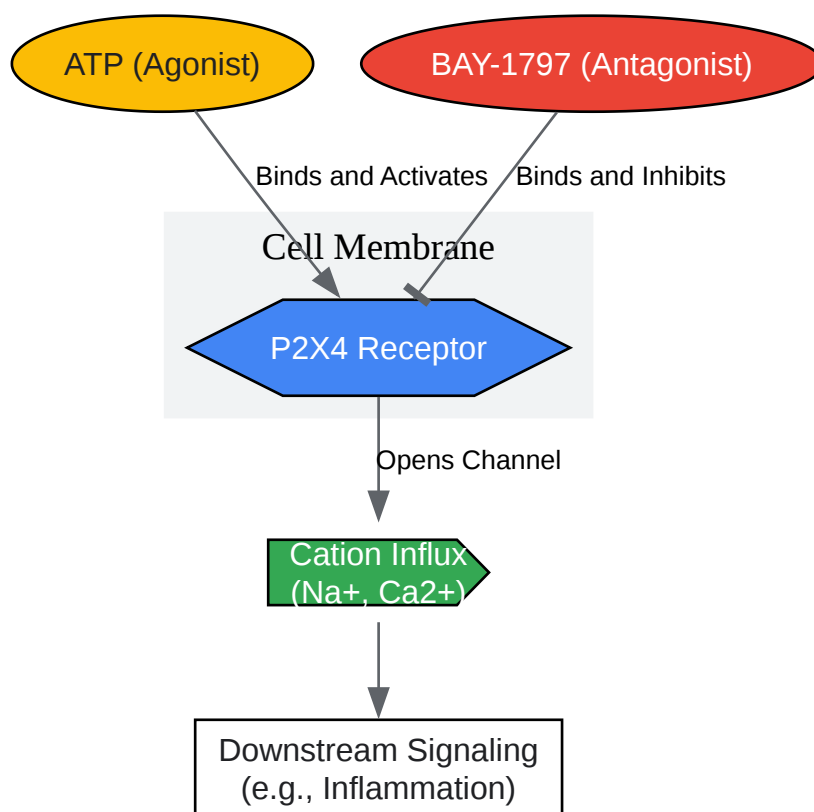 ATP (Agonist)
BAY-1797 (Antagonist)
Binds and Activates
Binds and Inhibits
Cell Membrane
P2X4 Receptor
Opens Channel
Cation Influx
(Na+, Ca2+)
Downstream Signaling
(e.g., Inflammation)